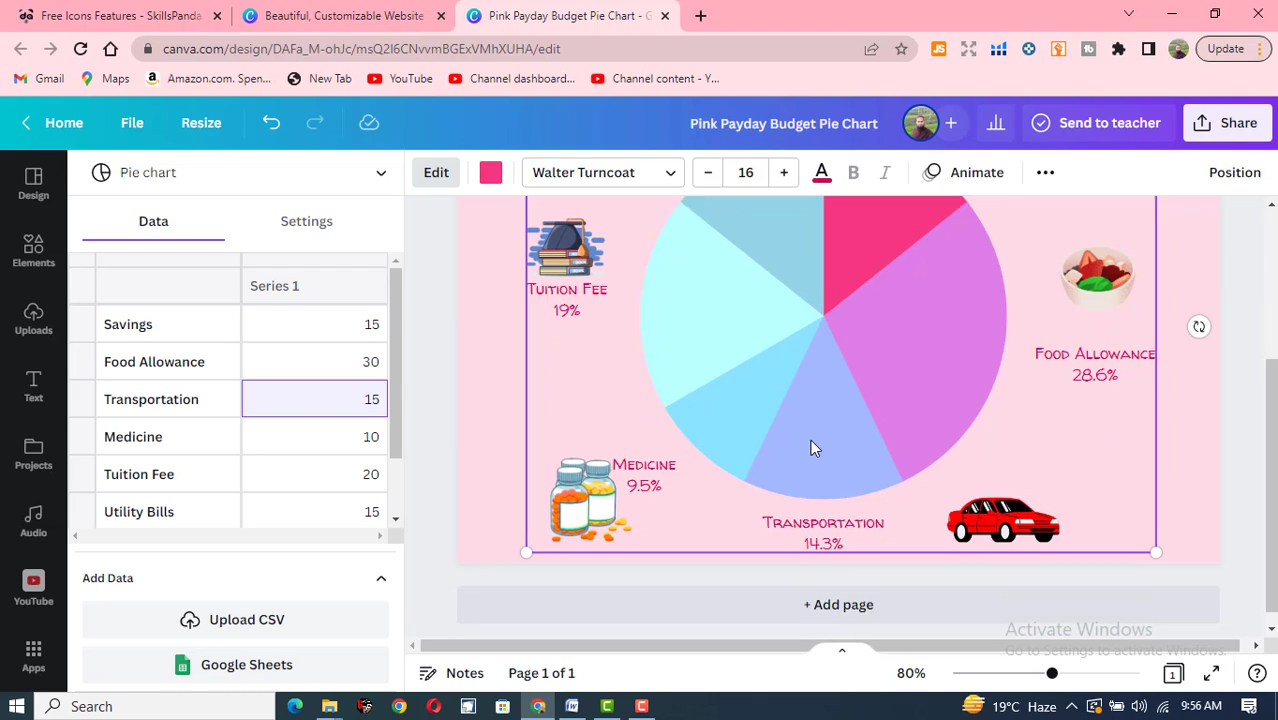 Free Icons Features - SkillsPanda
Beautiful, Customizable Website
Pink Payday Budget Pie Chart - G
canva.com/design/DAFa_M-ohJc/msQ2I6CNvvmBGExVMhXUHA/edit
Update
Gmail
Maps
Amazon.com. Spen...
New Tab
YouTube
Channel dashboard...
Channel content - Y...
Home
File
Resize
Pink Payday Budget Pie Chart
Send to teacher
Share
Design
Elements
Uploads
Text
Projects
Audio
YouTube
Apps
Pie chart
Edit
Walter Turncoat
16
A
B
I
Animate
Position
Data
Settings
Series 1
Savings 15
Food Allowance 30
Transportation 15
Medicine 10
Tuition Fee 20
Utility Bills 15
Add Data
Upload CSV
Google Sheets
Tuition Fee
19%
Food Allowance
28.6%
Medicine
9.5%
Transportation
14.3%
+ Add page
Activate Windows
Go to Settings to activate Windows.
Notes
Page 1 of 1
80%
1
Search
19°C Haze
9:56 AM